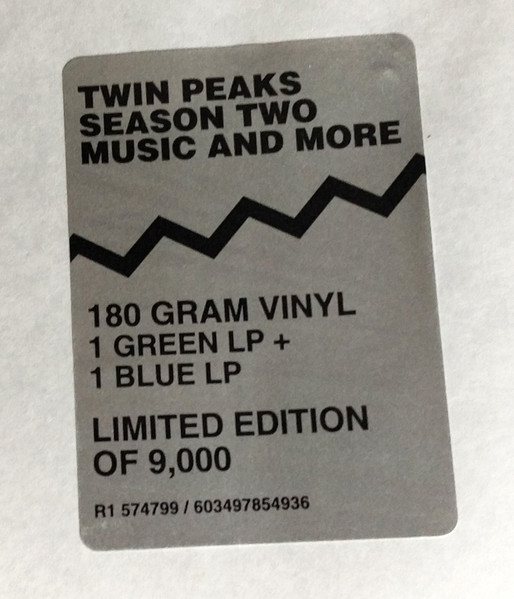 TWIN PEAKS
SEASON TWO
MUSIC AND MORE
180 GRAM VINYL
1 GREEN LP +
1 BLUE LP
LIMITED EDITION
OF 9,000
R1 574799 / 603497854936